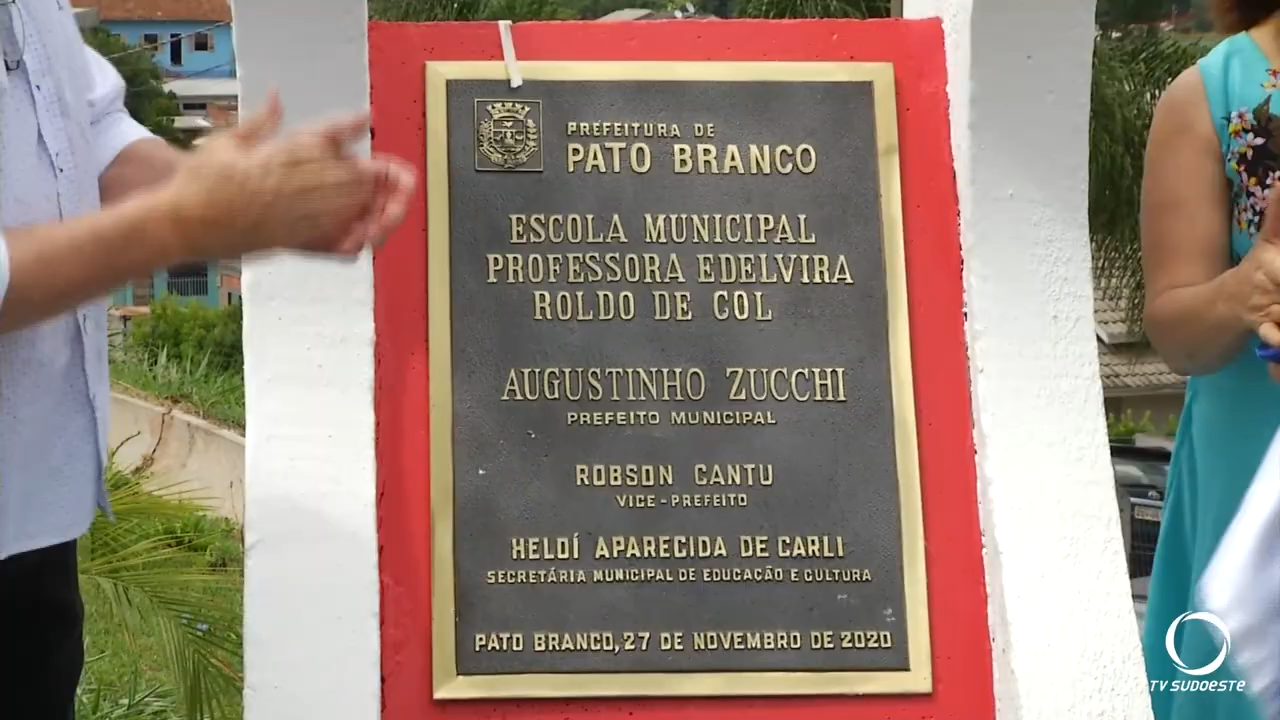 PREFEITURA DE
PATO BRANCO
ESCOLA MUNICIPAL
PROFESSORA EDELVIRA
ROLDO DE COL
AUGUSTINHO ZUCCHI
PREFEITO MUNICIPAL
ROBSON CANTU
VICE-PREFEITO
HELOÍ APARECIDA DE CARLI
SECRETÁRIA MUNICIPAL DE EDUCAÇÃO E CULTURA
PATO BRANCO, 27 DE NOVEMBRO DE 2020
TV SUDOESTE